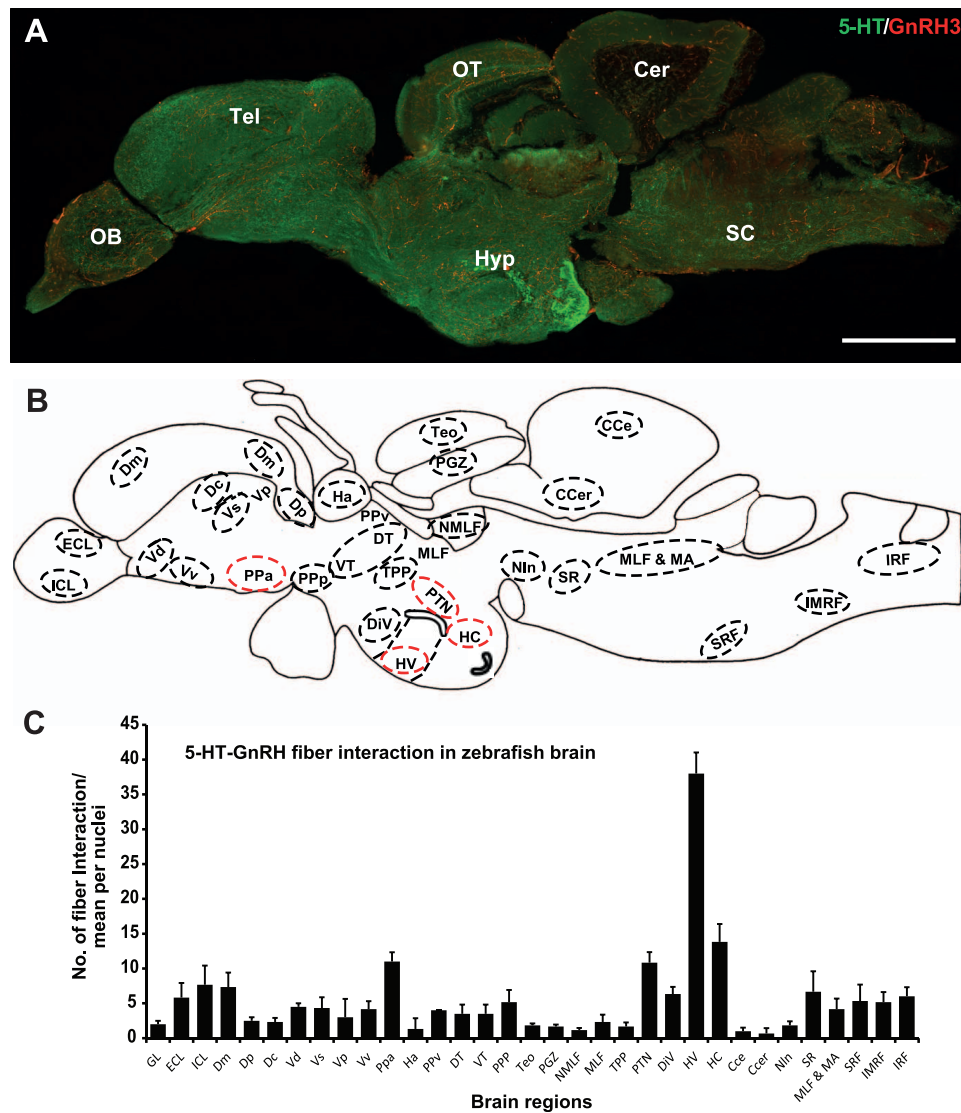 A
5-HT/GnRH3
OT
Cer
Tel
OB
Hyp
SC
B
Dm
Dm
Dc
Vs
Vp
Dp
Ha
PPv
Teo
PGZ
NMLF
CCe
CCer
ECL
ICL
Vd
Vv
PPa
PPp
VT
DT
MLF
TPP
PTN
NIn
SR
MLF & MA
IRF
IMRF
SRF
DiV
HC
HV
C
5-HT-GnRH fiber interaction in zebrafish brain
No. of fiber Interaction/
mean per nuclei
45
40
35
30
25
20
15
10
5
0
GL ECL ICL Dm Dp Dc Vd Vs Vp Vv Ppa Ha PPv DT VT PPP Teo PGZ NMLF MLF TPP PTN DiV HV HC Cce Ccer NIn SR MLF & MA SRF IMRF IRF
Brain regions